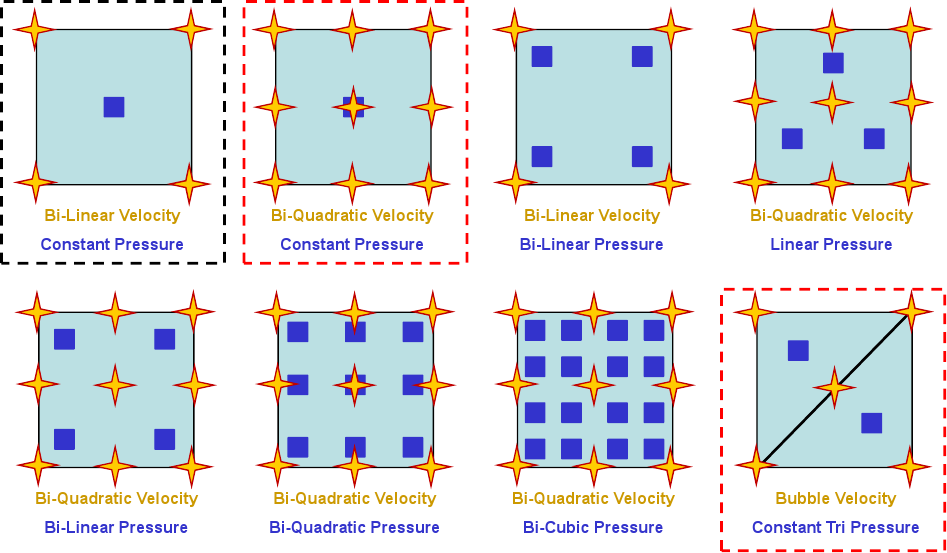 Bi-Linear Velocity
Constant Pressure
Bi-Quadratic Velocity
Constant Pressure
Bi-Linear Velocity
Bi-Linear Pressure
Bi-Quadratic Velocity
Linear Pressure
Bi-Quadratic Velocity
Bi-Linear Pressure
Bi-Quadratic Velocity
Bi-Quadratic Pressure
Bi-Quadratic Velocity
Bi-Cubic Pressure
Bubble Velocity
Constant Tri Pressure